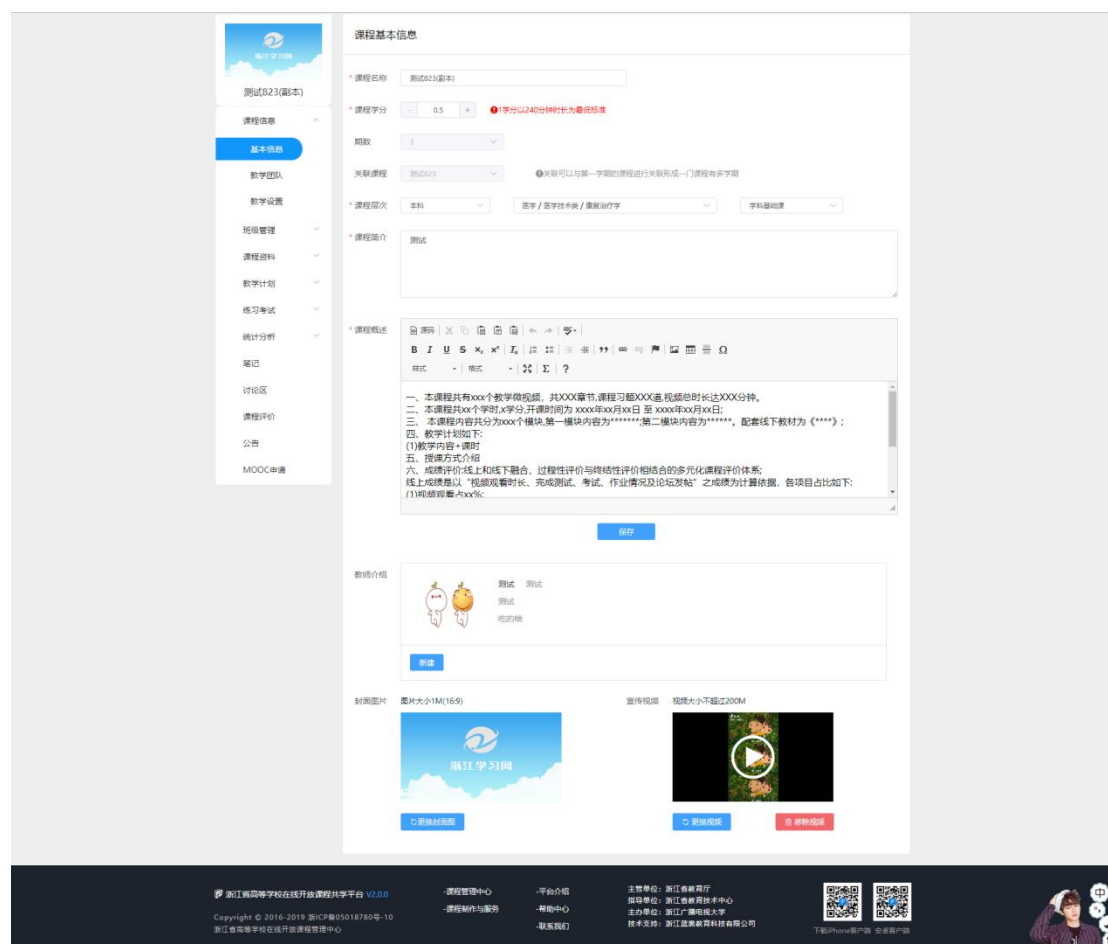 浙江学习网
测试823(副本)
课程信息
基本信息
教学团队
教学设置
班级管理
课程资料
教学计划
练习考试
统计分析
笔记
讨论区
课程评价
公告
MOOC申请
课程基本信息
* 课程名称 测试823(副本)
* 课程学分 - 0.5 + 1学分以240分钟时长为最低标准
期数 1
关联课程 测试823 关联可以与第一学期的课程进行关联形成一门课程有多学期
* 课程层次 本科 医学 / 医学技术类 / 康复治疗学 学科基础课
* 课程简介 测试
* 课程概述 源码
B I U S x₂ x² Iₓ Ω
样式 格式 Σ ?
一、本课程共有xxx个教学微视频，共XXX章节,课程习题XXX道,视频总时长达XXX分钟。
二、本课程共xx个学时,x学分,开课时间为 xxxx年xx月xx日 至 xxxx年xx月xx日;
三、 本课程内容共分为xxx个模块,第一模块内容为*******;第二模块内容为******。配套线下教材为《****》;
四、教学计划如下:
(1)教学内容+课时
五、授课方式介绍
六、成绩评价:线上和线下融合、过程性评价与终结性评价相结合的多元化课程评价体系;
线上成绩是以“视频观看时长、完成测试、考试、作业情况及论坛发帖”之成绩为计算依据，各项目占比如下:
(1)视频观看占xx%;
保存
教师介绍
测试 测试
测试
吃的嘛
新建
封面图片 图片大小1M(16:9)
浙江学习网
更换封面图
宣传视频 视频大小不超过200M
更换视频 移除视频
浙江省高等学校在线开放课程共享平台 V2.0.0
Copyright © 2016-2019 浙ICP备05018780号-10
浙江省高等学校在线开放课程管理中心
-课程管理中心
-课程制作与服务
-平台介绍
-帮助中心
-联系我们
主管单位：浙江省教育厅
指导单位：浙江省教育技术中心
主办单位：浙江广播电视大学
技术支持：浙江蓝奥教育科技有限公司
下载iPhone客户端 安卓客户端
中